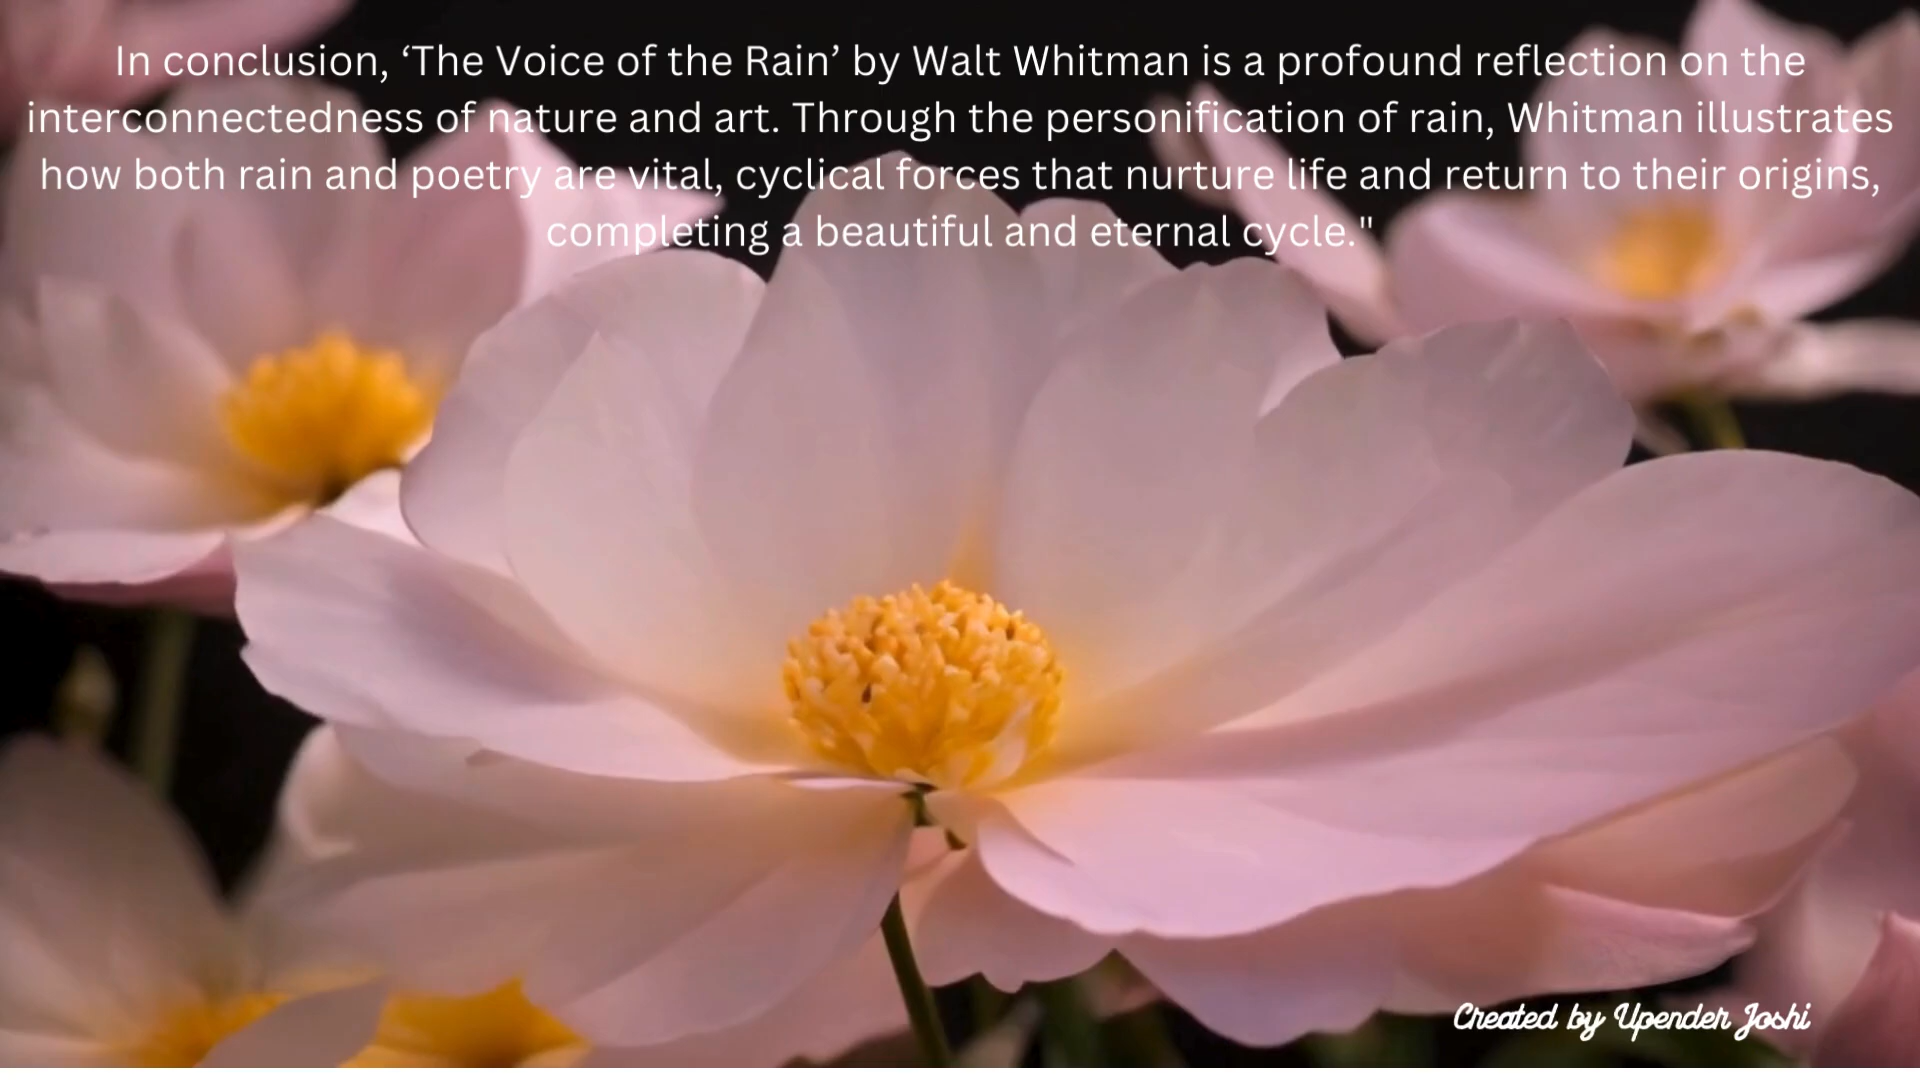 In conclusion, ‘The Voice of the Rain’ by Walt Whitman is a profound reflection on the
interconnectedness of nature and art. Through the personification of rain, Whitman illustrates
how both rain and poetry are vital, cyclical forces that nurture life and return to their origins,
completing a beautiful and eternal cycle."
Created by Upender Joshi